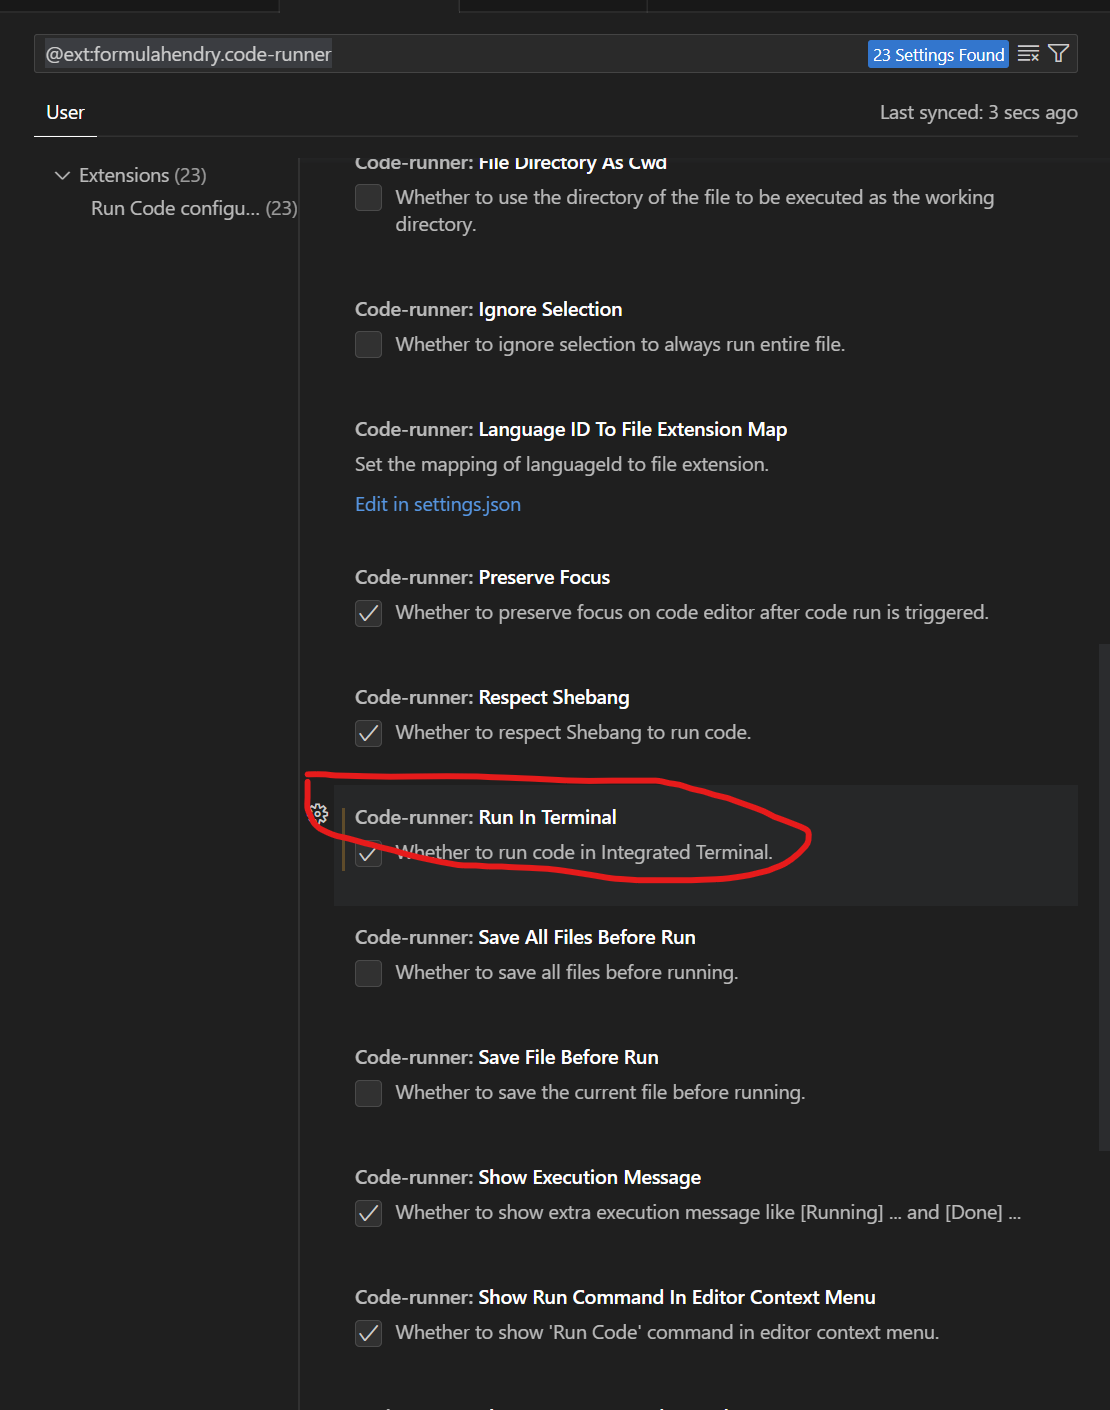 @ext:formulahendry.code-runner
23 Settings Found
User
Last synced: 3 secs ago
Extensions (23)
Run Code configu... (23)
Code-runner: File Directory As Cwd
Whether to use the directory of the file to be executed as the working
directory.
Code-runner: Ignore Selection
Whether to ignore selection to always run entire file.
Code-runner: Language ID To File Extension Map
Set the mapping of languageId to file extension.
Edit in settings.json
Code-runner: Preserve Focus
Whether to preserve focus on code editor after code run is triggered.
Code-runner: Respect Shebang
Whether to respect Shebang to run code.
Code-runner: Run In Terminal
Whether to run code in Integrated Terminal.
Code-runner: Save All Files Before Run
Whether to save all files before running.
Code-runner: Save File Before Run
Whether to save the current file before running.
Code-runner: Show Execution Message
Whether to show extra execution message like [Running] ... and [Done] ...
Code-runner: Show Run Command In Editor Context Menu
Whether to show 'Run Code' command in editor context menu.